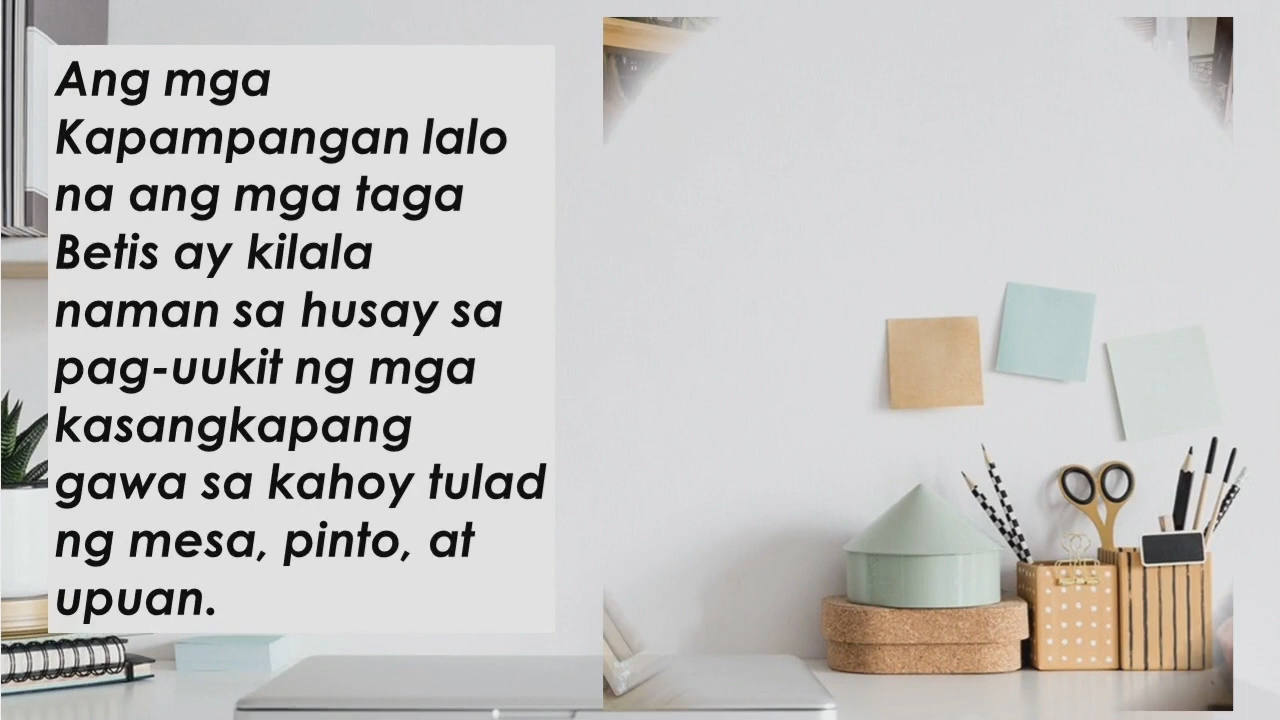 Ang mga
Kapampangan lalo
na ang mga taga
Betis ay kilala
naman sa husay sa
pag-uukit ng mga
kasangkapang
gawa sa kahoy tulad
ng mesa, pinto, at
upuan.